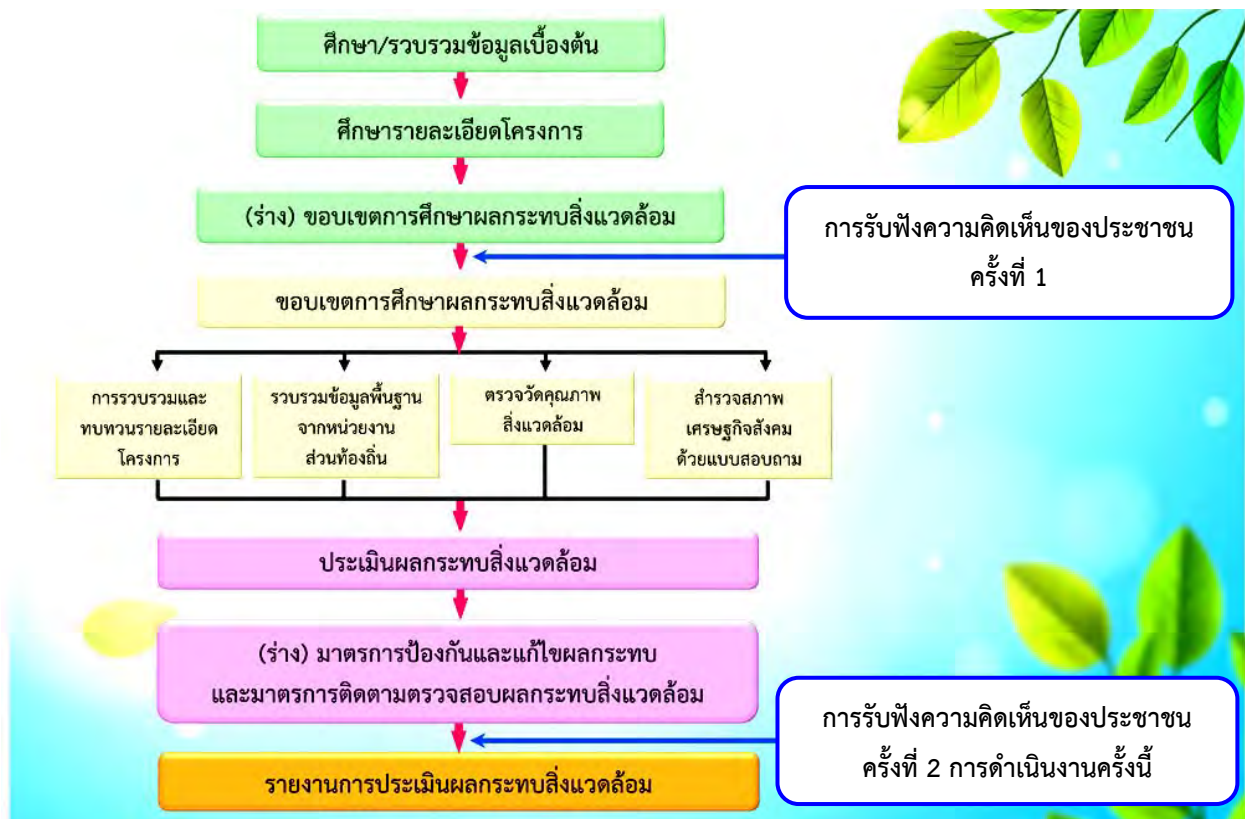 ศึกษา/รวบรวมข้อมูลเบื้องต้น
ศึกษารายละเอียดโครงการ
(ร่าง) ขอบเขตการศึกษาผลกระทบสิ่งแวดล้อม
การรับฟังความคิดเห็นของประชาชน
ครั้งที่ 1
ขอบเขตการศึกษาผลกระทบสิ่งแวดล้อม
การรวบรวมและ
ทบทวนรายละเอียด
โครงการ
รวบรวมข้อมูลพื้นฐาน
จากหน่วยงาน
ส่วนท้องถิ่น
ตรวจวัดคุณภาพ
สิ่งแวดล้อม
สำรวจสภาพ
เศรษฐกิจสังคม
ด้วยแบบสอบถาม
ประเมินผลกระทบสิ่งแวดล้อม
(ร่าง) มาตรการป้องกันและแก้ไขผลกระทบ
และมาตรการติดตามตรวจสอบผลกระทบสิ่งแวดล้อม
การรับฟังความคิดเห็นของประชาชน
ครั้งที่ 2 การดำเนินงานครั้งนี้
รายงานการประเมินผลกระทบสิ่งแวดล้อม